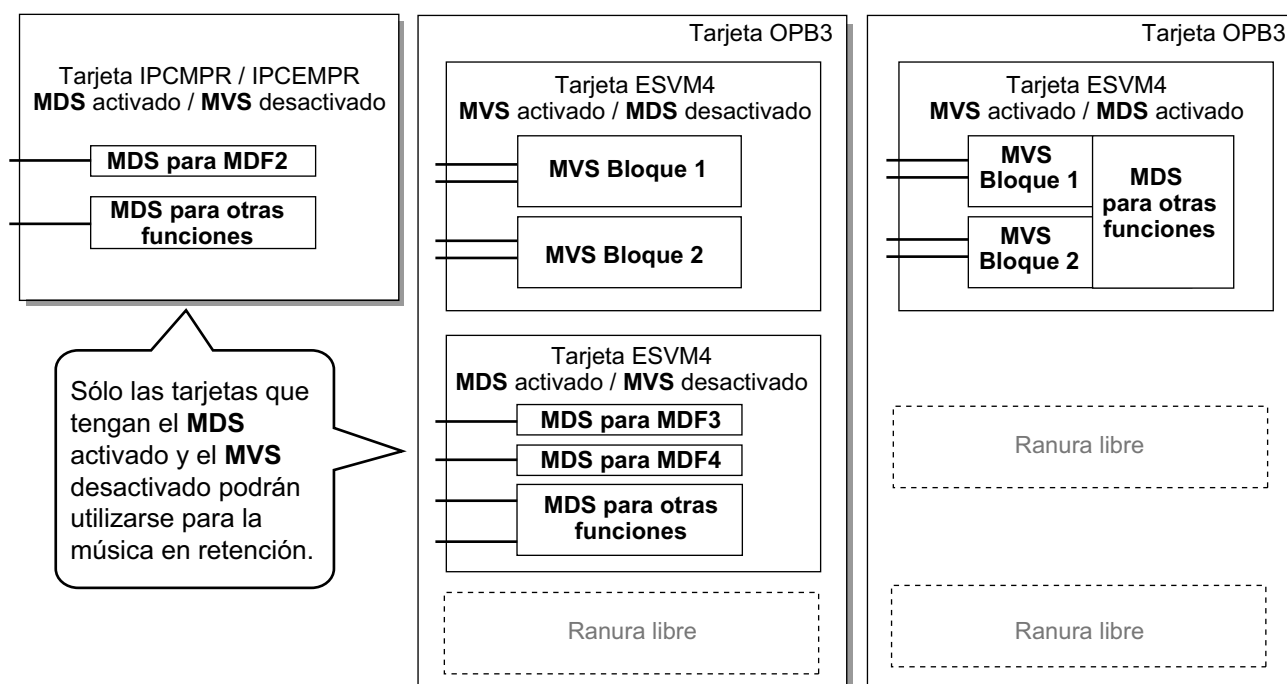 Tarjeta IPCMPR / IPCEMPR
MDS activado / MVS desactivado
MDS para MDF2
MDS para otras
funciones
Sólo las tarjetas que
tengan el MDS
activado y el MVS
desactivado podrán
utilizarse para la
música en retención.
Tarjeta OPB3
Tarjeta ESVM4
MVS activado / MDS desactivado
MVS Bloque 1
MVS Bloque 2
Tarjeta ESVM4
MDS activado / MVS desactivado
MDS para MDF3
MDS para MDF4
MDS para otras
funciones
Ranura libre
Tarjeta OPB3
Tarjeta ESVM4
MVS activado / MDS activado
MVS
Bloque 1
MVS
Bloque 2
MDS
para otras
funciones
Ranura libre
Ranura libre